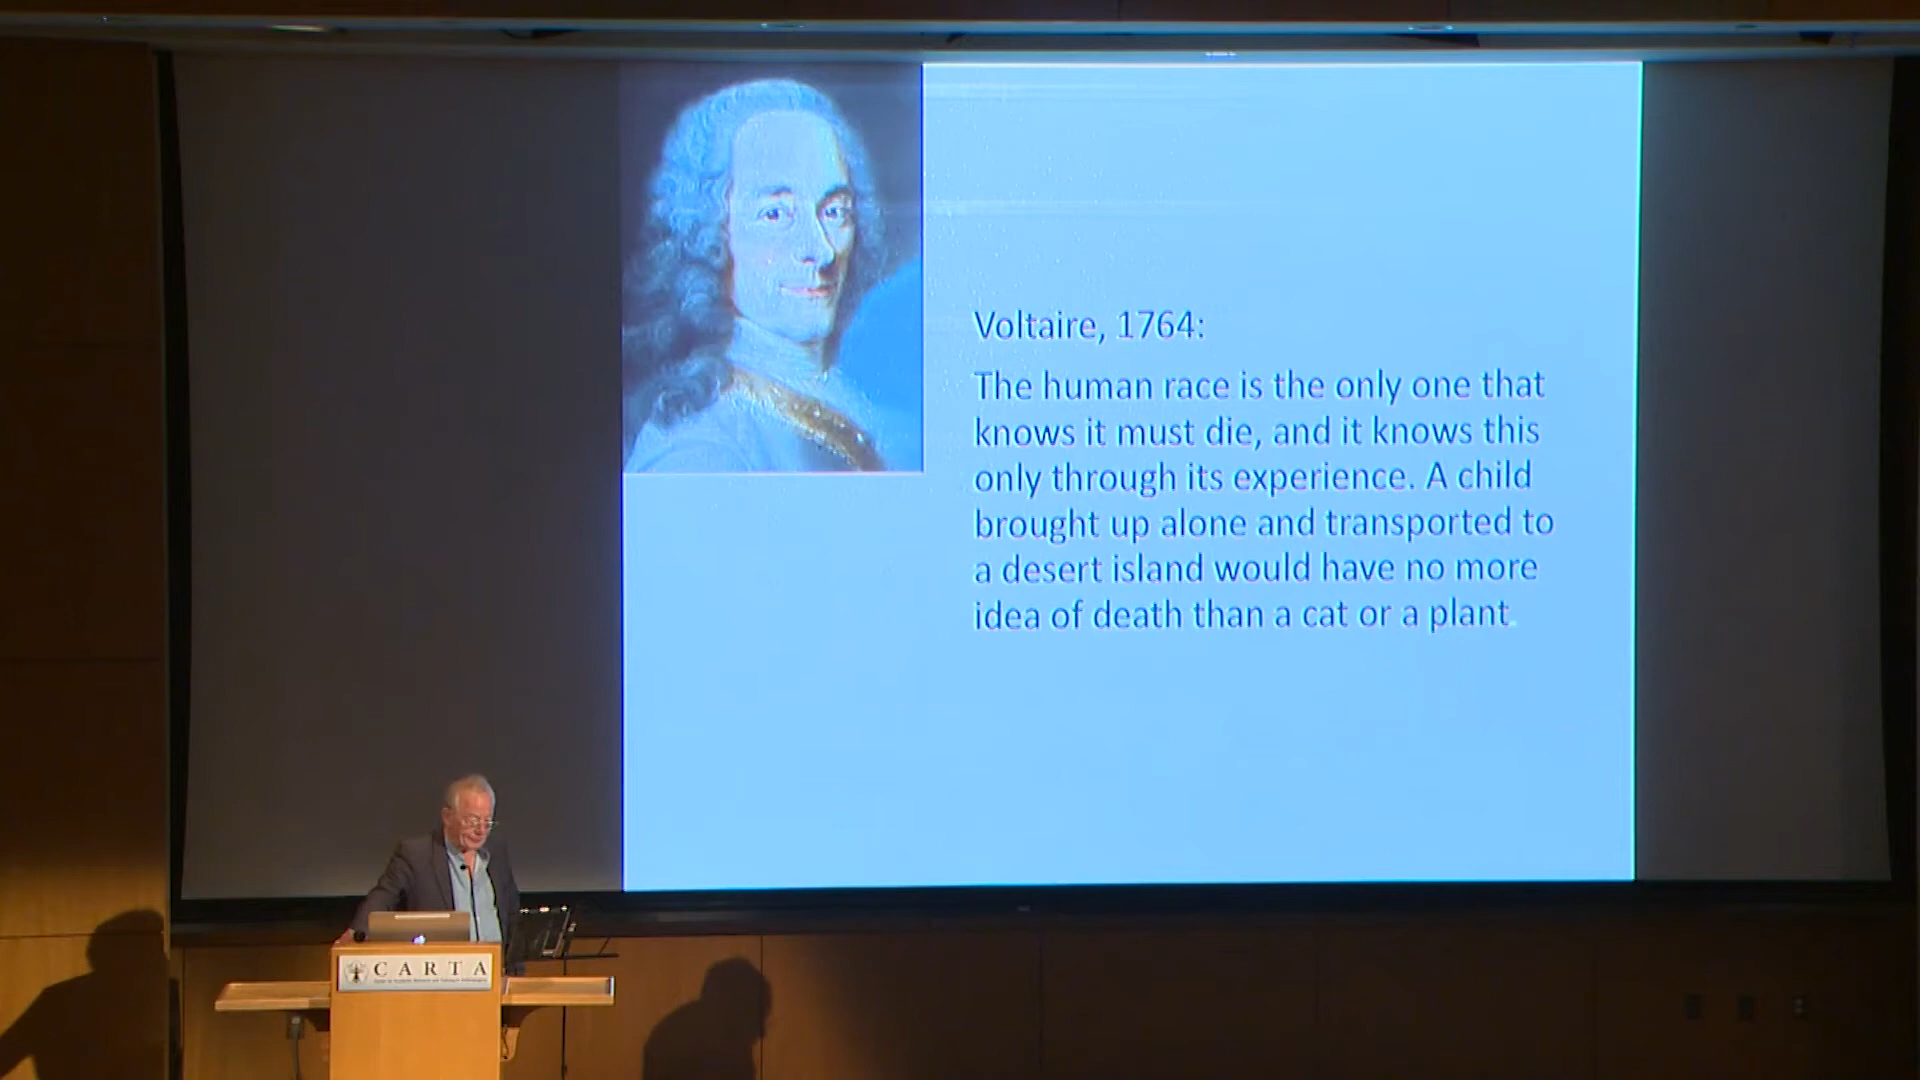 Voltaire, 1764:
The human race is the only one that
knows it must die, and it knows this
only through its experience. A child
brought up alone and transported to
a desert island would have no more
idea of death than a cat or a plant.
CARTA